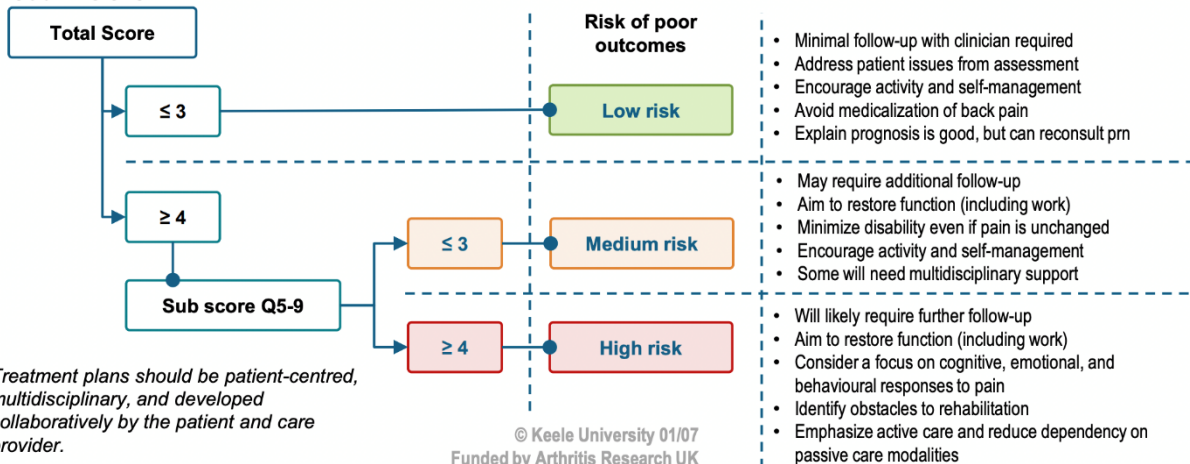 Total Score
Risk of poor
outcomes
≤ 3
Low risk
• Minimal follow-up with clinician required
• Address patient issues from assessment
• Encourage activity and self-management
• Avoid medicalization of back pain
• Explain prognosis is good, but can reconsult prn
≥ 4
≤ 3
Medium risk
• May require additional follow-up
• Aim to restore function (including work)
• Minimize disability even if pain is unchanged
• Encourage activity and self-management
• Some will need multidisciplinary support
Sub score Q5-9
≥ 4
High risk
• Will likely require further follow-up
• Aim to restore function (including work)
• Consider a focus on cognitive, emotional, and
behavioural responses to pain
• Identify obstacles to rehabilitation
• Emphasize active care and reduce dependency on
passive care modalities
Treatment plans should be patient-centred,
multidisciplinary, and developed
collaboratively by the patient and care
provider.
© Keele University 01/07
Funded by Arthritis Research UK